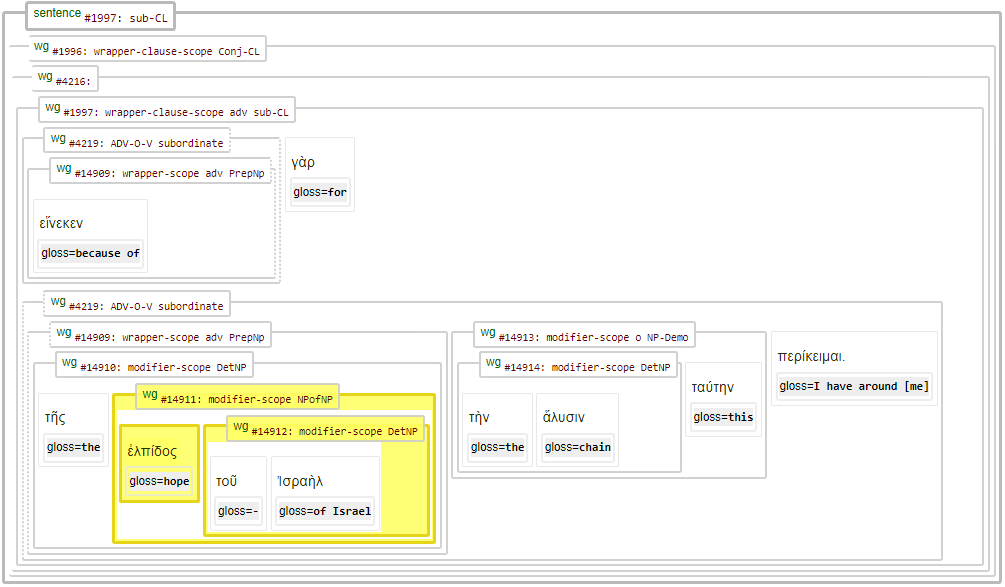 sentence #1997: sub-CL
wg #1996: wrapper-clause-scope Conj-CL
wg #4216:
wg #1997: wrapper-clause-scope adv sub-CL
wg #4219: ADV-O-V subordinate
wg #14909: wrapper-scope adv PrepNp
εἵνεκεν
gloss=because of
γὰρ
gloss=for
wg #4219: ADV-O-V subordinate
wg #14909: wrapper-scope adv PrepNp
wg #14910: modifier-scope DetNP
τῆς
gloss=the
wg #14911: modifier-scope NPofNP
ἐλπίδος
gloss=hope
wg #14912: modifier-scope DetNP
τοῦ
gloss=-
Ἰσραὴλ
gloss=of Israel
wg #14913: modifier-scope o NP-Demo
wg #14914: modifier-scope DetNP
τὴν
gloss=the
ἅλυσιν
gloss=chain
ταύτην
gloss=this
περίκειμαι.
gloss=I have around [me]